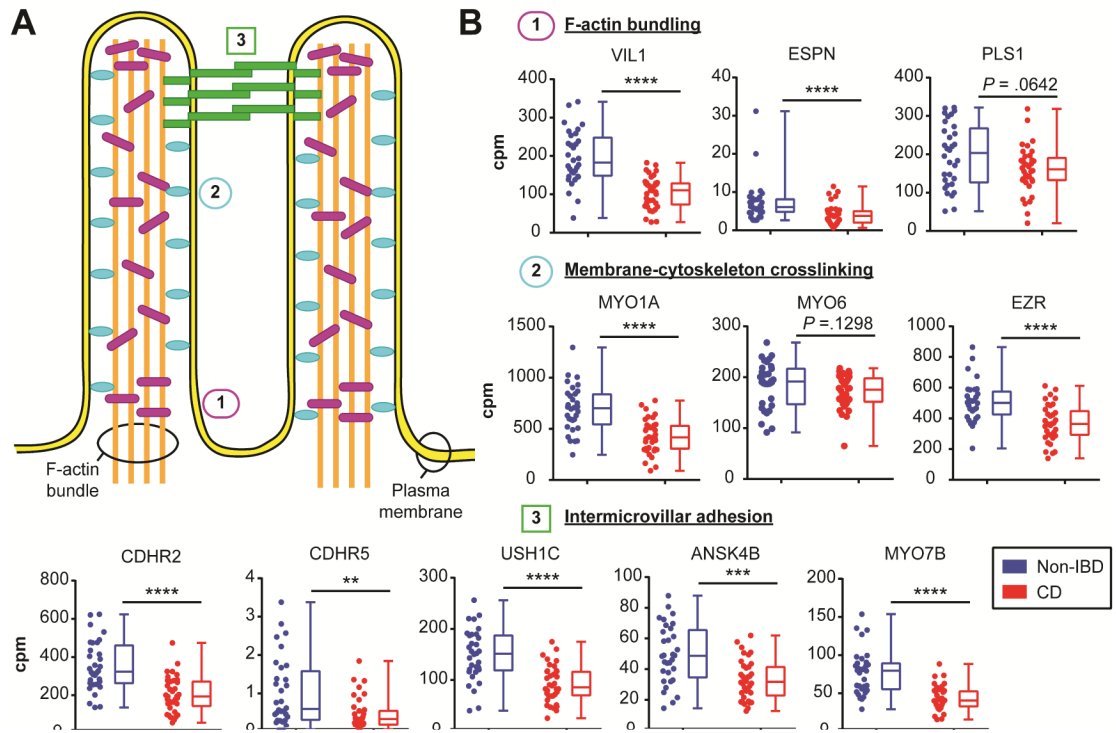 A
3
2
1
F-actin
bundle
Plasma
membrane
B
1 F-actin bundling
VIL1
ESPN
PLS1
cpm
400
300
200
100
0
****
40
30
20
10
0
****
400
300
200
100
0
P = .0642
2 Membrane-cytoskeleton crosslinking
MYO1A
MYO6
EZR
cpm
1500
1000
500
0
****
300
200
100
0
P =.1298
1000
800
600
400
200
0
****
3 Intermicrovillar adhesion
CDHR2
CDHR5
USH1C
ANSK4B
MYO7B
cpm
800
600
400
200
0
****
4
3
2
1
0
**
300
200
100
0
****
100
80
60
40
20
0
***
200
150
100
50
0
****
Non-IBD
CD